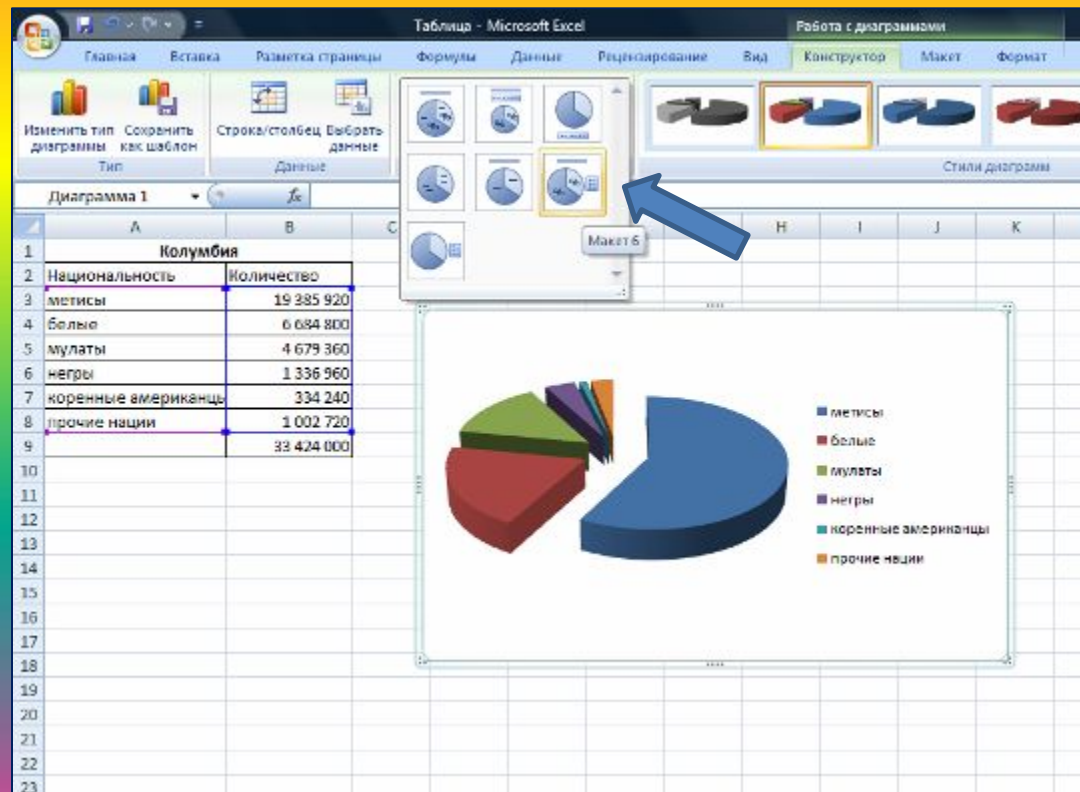 Таблица - Microsoft Excel
Работа с диаграммами
Главная Вставка Разметка страницы Формулы Данные Рецензирование Вид Конструктор Макет Формат
Изменить тип диаграммы
Сохранить как шаблон
Строка/столбец
Выбрать данные
Тип
Данные
Стили диаграмм
Диаграмма 1
fx
Макет 6
A B C H I J K
1 Колумбия
2 Национальность Количество
3 метисы 19 385 920
4 белые 6 684 800
5 мулаты 4 679 360
6 негры 1 336 960
7 коренные американцы 334 240
8 прочие нации 1 002 720
9 33 424 000
10
11
12
13
14
15
16
17
18
19
20
21
22
23
метисы
белые
мулаты
негры
коренные американцы
прочие нации